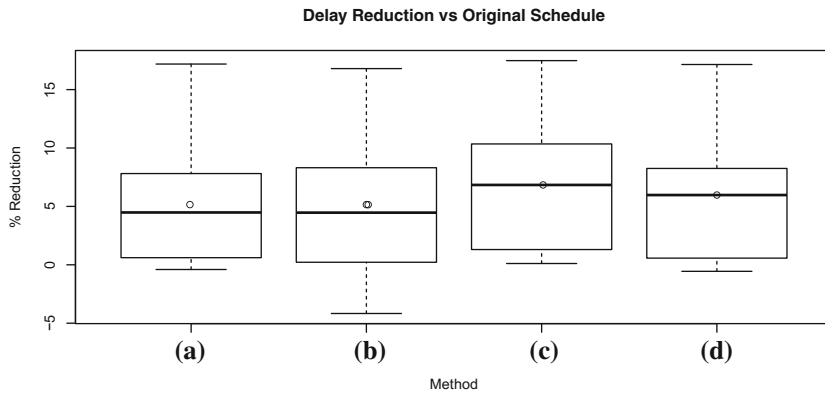 Delay Reduction vs Original Schedule
% Reduction
15
10
5
0
−5
(a) (b) (c) (d)
Method